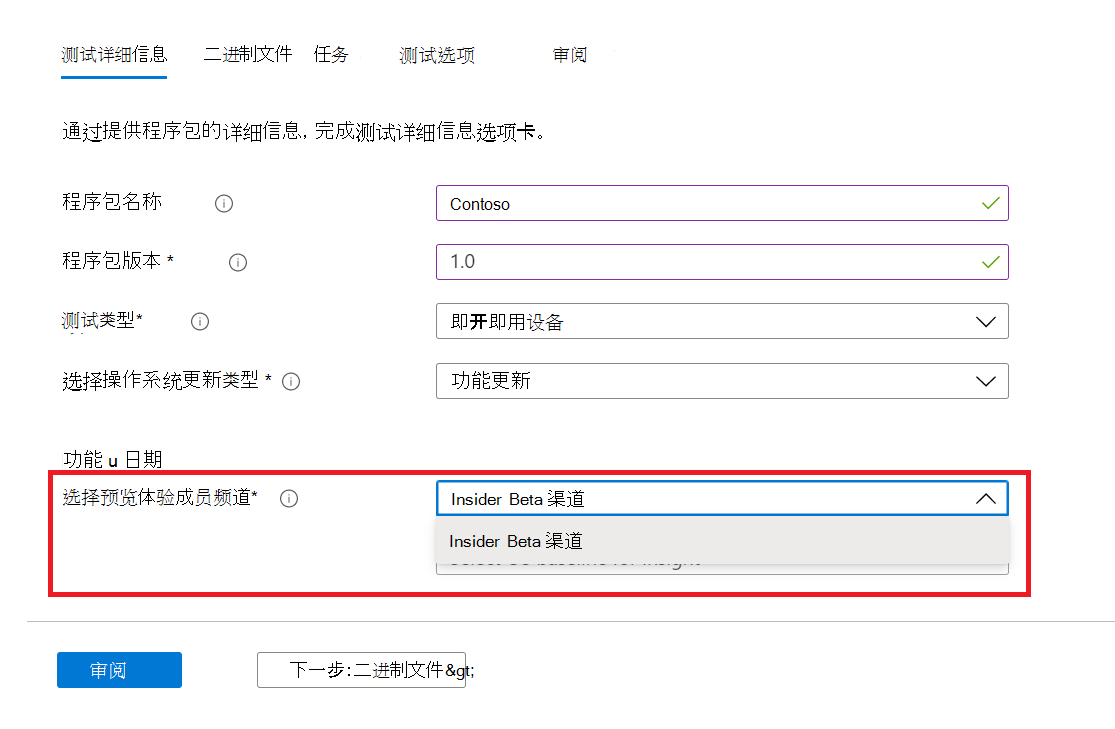 测试详细信息 二进制文件 任务 测试选项 审阅
通过提供程序包的详细信息, 完成测试详细信息选项卡。
程序包名称 Contoso
程序包版本 * 1.0
测试类型* 即开即用设备
选择操作系统更新类型 * 功能更新
功能 u 日期
选择预览体验成员频道* Insider Beta 渠道
Insider Beta 渠道
审阅 下一步:二进制文件&gt;